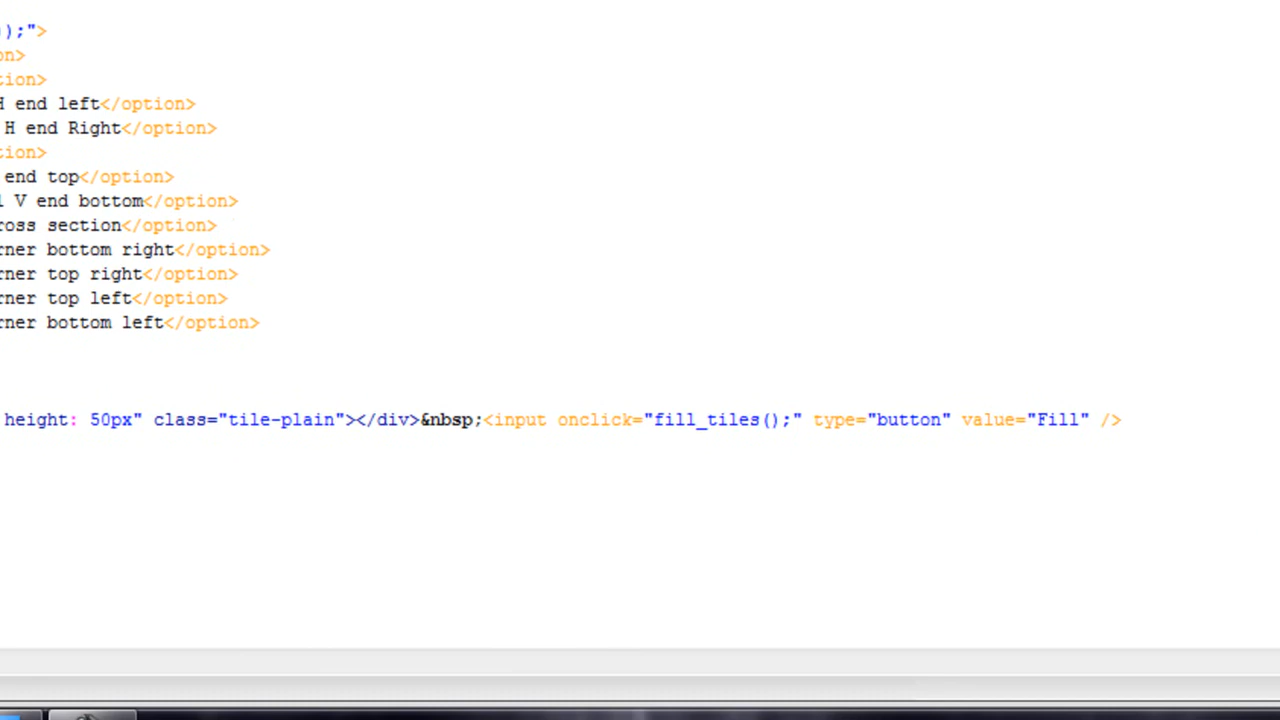 );">
on>
tion>
H end left</option>
H end Right</option>
tion>
end top</option>
l V end bottom</option>
ross section</option>
rner bottom right</option>
rner top right</option>
rner top left</option>
rner bottom left</option>
height: 50px" class="tile-plain"></div>&nbsp;<input onclick="fill_tiles();" type="button" value="Fill" />